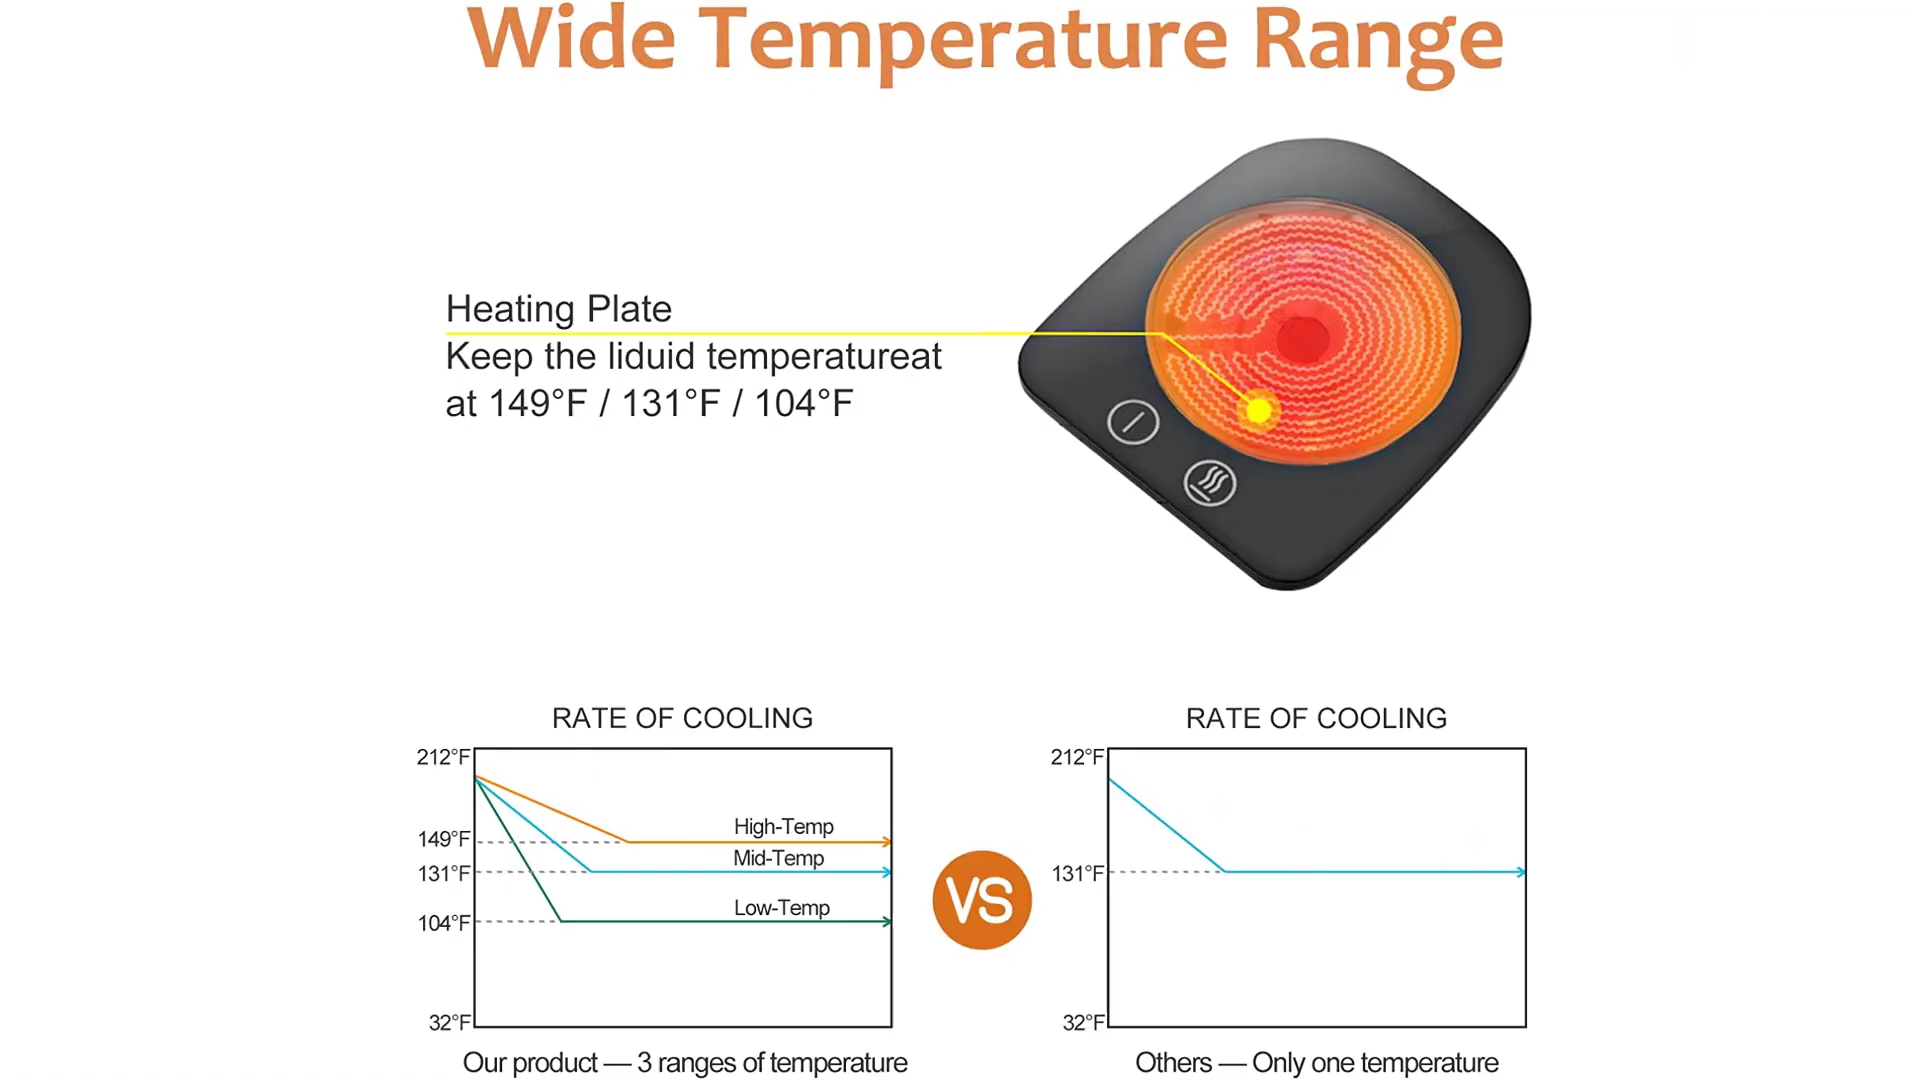 Wide Temperature Range
Heating Plate
Keep the liduid temperatureat
at 149°F / 131°F / 104°F
RATE OF COOLING
212°F
149°F
131°F
104°F
32°F
High-Temp
Mid-Temp
Low-Temp
Our product — 3 ranges of temperature
VS
RATE OF COOLING
212°F
131°F
32°F
Others — Only one temperature